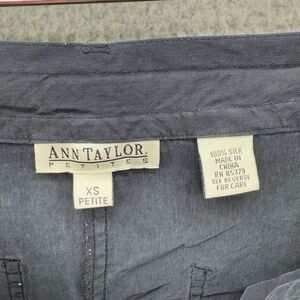 ANN TAYLOR.
PETITES
XS
PETITE
100% SILK
MADE IN
CHINA
RN 85379
SEE REVERSE
FOR CARE